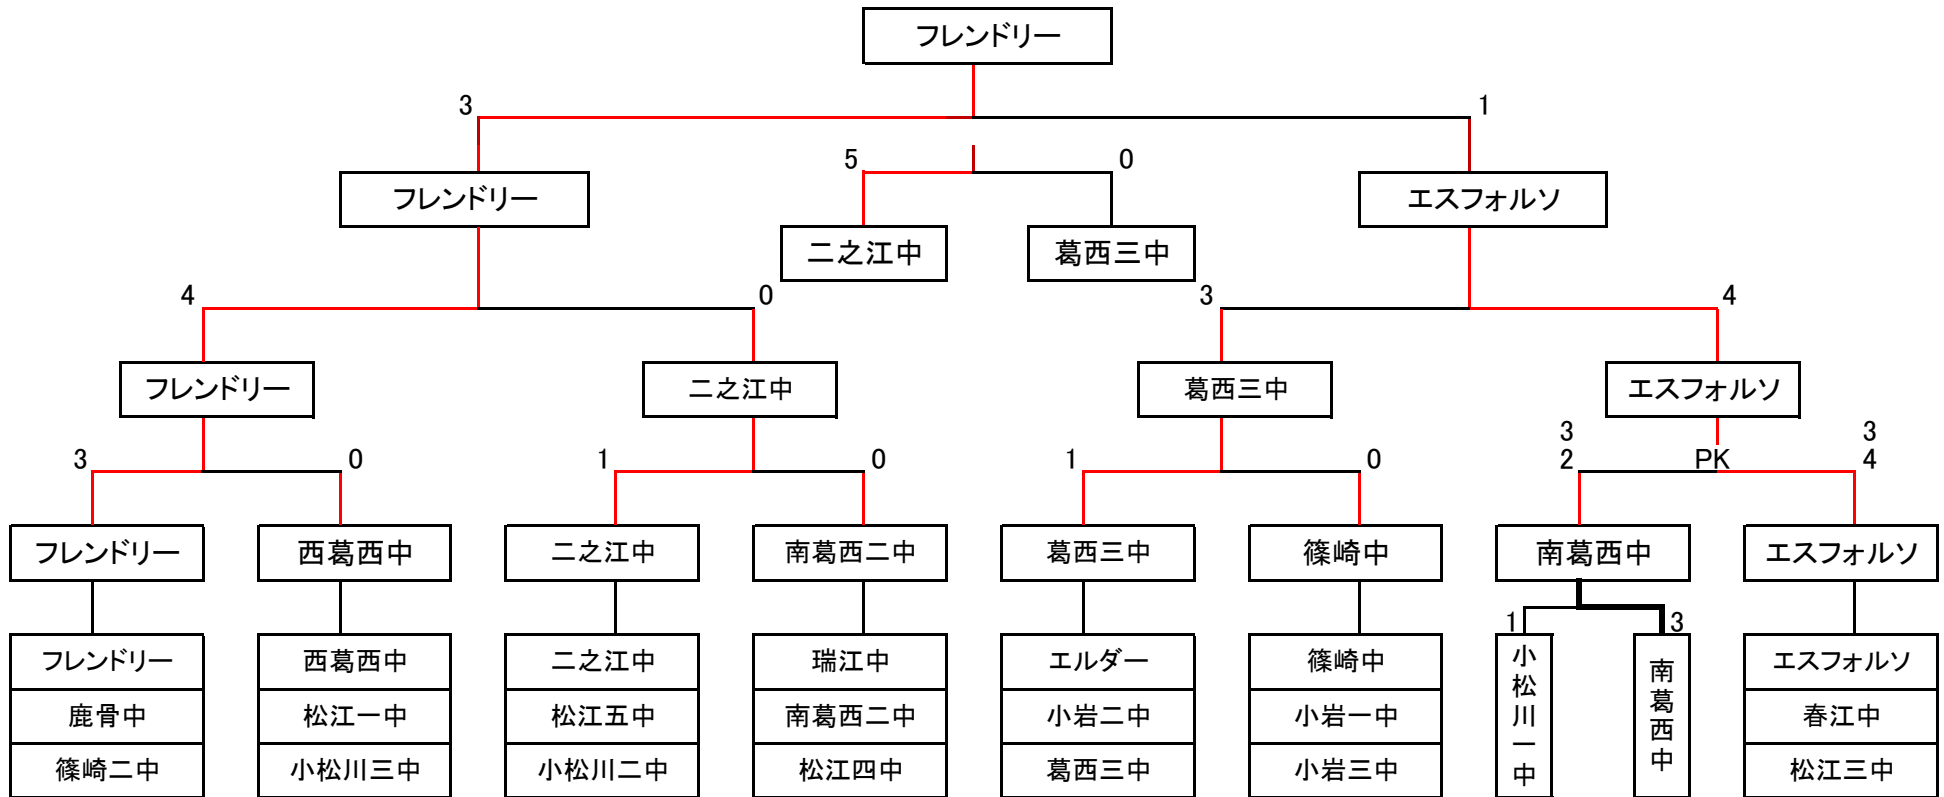 フレンドリー
3
1
5
0
フレンドリー
エスフォルソ
二之江中
葛西三中
4
0
3
4
フレンドリー
二之江中
葛西三中
エスフォルソ
3
3
3
0
1
0
1
0
2
PK
4
フレンドリー
西葛西中
二之江中
南葛西二中
葛西三中
篠崎中
南葛西中
エスフォルソ
1
3
フレンドリー
西葛西中
二之江中
瑞江中
エルダー
篠崎中
小松川一中
南葛西中
エスフォルソ
鹿骨中
松江一中
松江五中
南葛西二中
小岩二中
小岩一中
春江中
篠崎二中
小松川三中
小松川二中
松江四中
葛西三中
小岩三中
松江三中